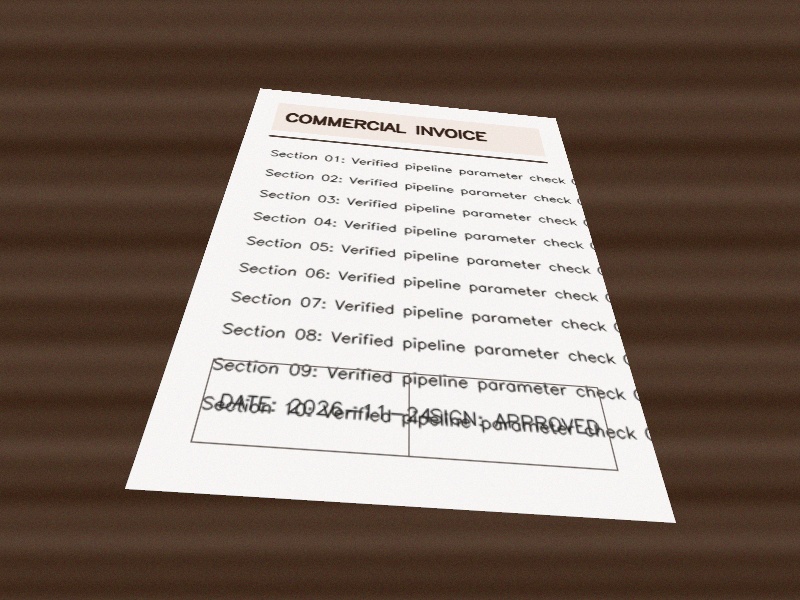 COMMERCIAL INVOICE
Section 01: Verified pipeline parameter check
Section 02: Verified pipeline parameter check
Section 03: Verified pipeline parameter check
Section 04: Verified pipeline parameter check
Section 05: Verified pipeline parameter check
Section 06: Verified pipeline parameter check
Section 07: Verified pipeline parameter check
Section 08: Verified pipeline parameter check
Section 09: Verified pipeline parameter check
DATE: 2026-11-24 SIGN: APPROVED
Section 10: Verified pipeline parameter check